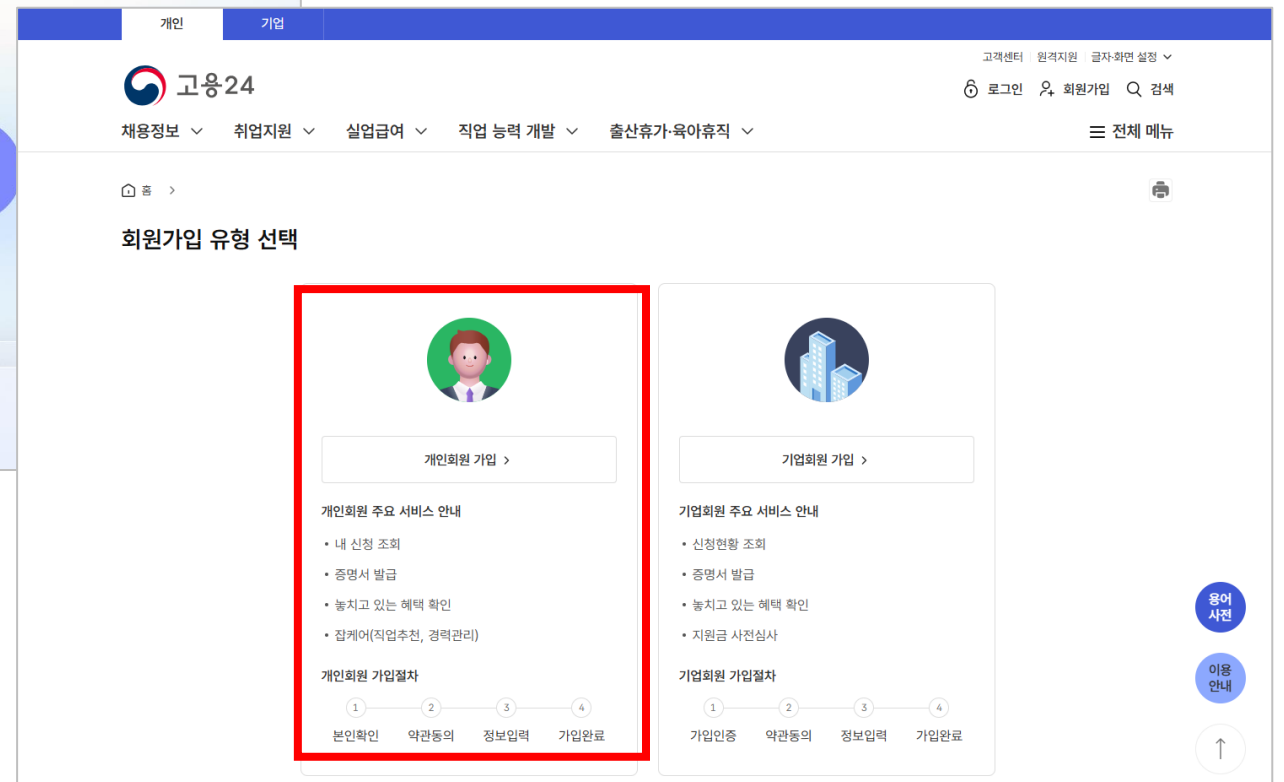 개인 기업
고객센터 원격지원 글자·화면 설정
고용24
로그인 회원가입 검색
채용정보 취업지원 실업급여 직업 능력 개발 출산휴가·육아휴직 전체 메뉴
홈
회원가입 유형 선택
개인회원 가입
개인회원 주요 서비스 안내
• 내 신청 조회
• 증명서 발급
• 놓치고 있는 혜택 확인
• 잡케어(직업추천, 경력관리)
개인회원 가입절차
1 2 3 4
본인확인 약관동의 정보입력 가입완료
기업회원 가입
기업회원 주요 서비스 안내
• 신청현황 조회
• 증명서 발급
• 놓치고 있는 혜택 확인
• 지원금 사전심사
기업회원 가입절차
1 2 3 4
가입인증 약관동의 정보입력 가입완료
용어
사전
이용
안내